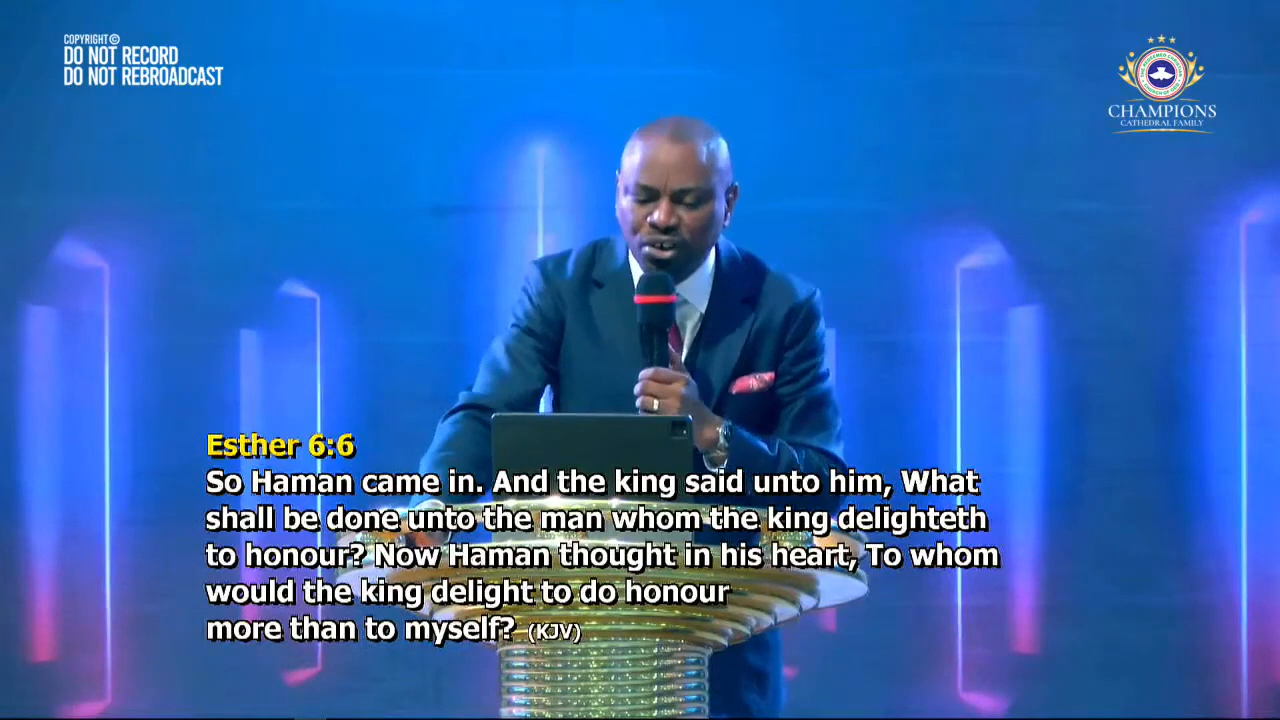 COPYRIGHT©
DO NOT RECORD
DO NOT REBROADCAST
CHAMPIONS
CATHEDRAL FAMILY
Esther 6:6
So Haman came in. And the king said unto him, What
shall be done unto the man whom the king delighteth
to honour? Now Haman thought in his heart, To whom
would the king delight to do honour
more than to myself? (KJV)